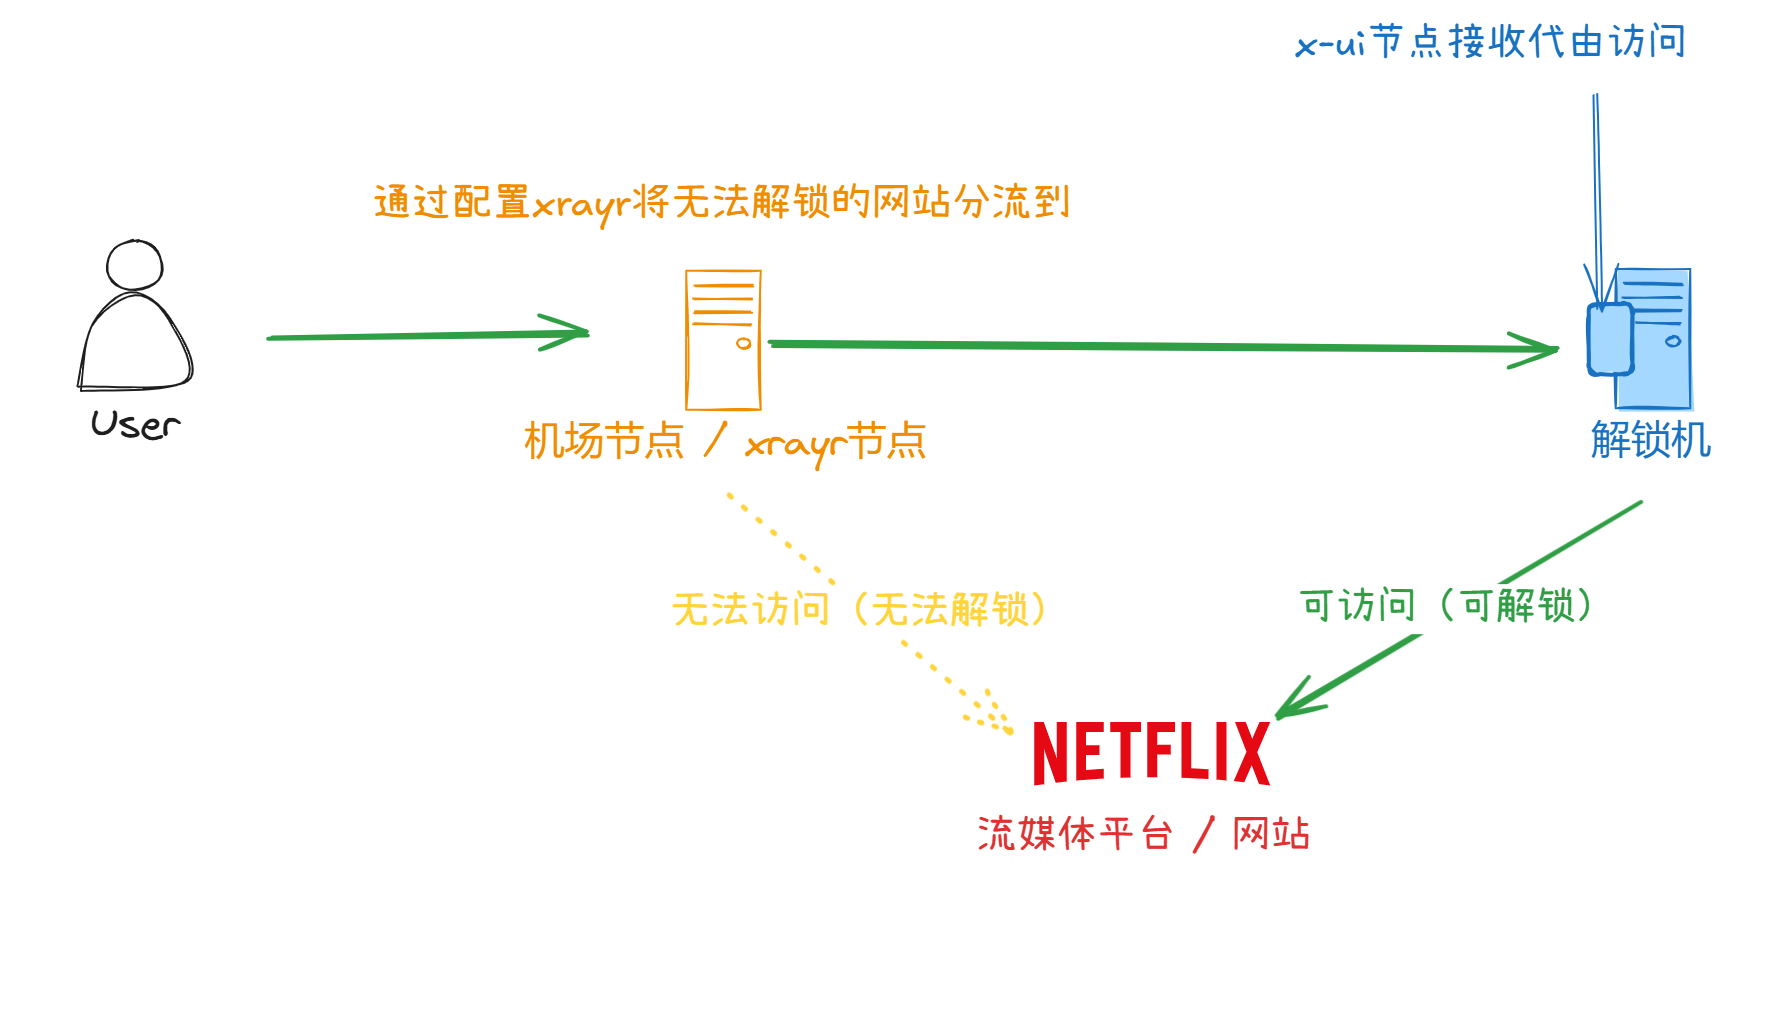 x-ui节点接收代由访问
通过配置xrayr将无法解锁的网站分流到
User
机场节点 / xrayr节点
解锁机
无法访问（无法解锁）
可访问（可解锁）
NETFLIX
流媒体平台 / 网站